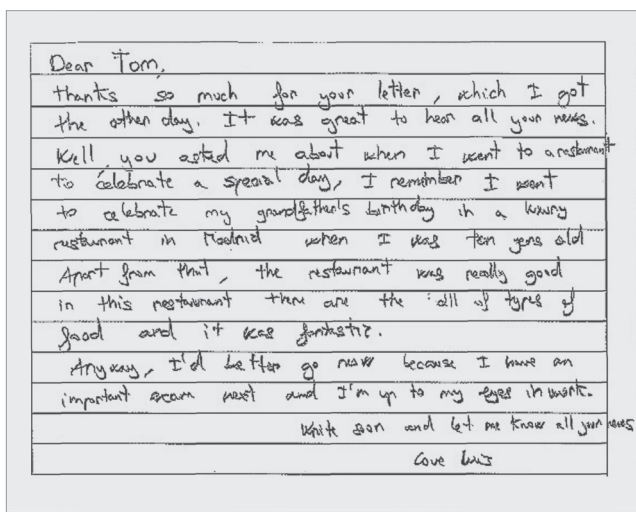 Dear Tom,
thanks so much for your letter, which I got
the other day. It was great to hear all your news.
Well, you asked me about when I went to a restaurant
to celebrate a special day, I remember I went
to celebrate my grandfather's birthday in a luxury
restaurant in Madrid when I was ten yens old
Apart from that, the restaurant was really good
in this restaurant there are the all of types of
food and it was fantastic.
Anyway, I'd better go now because I have an
important exam next and I'm up to my eyes in work.
Write soon and let me know all your news
Love Luis